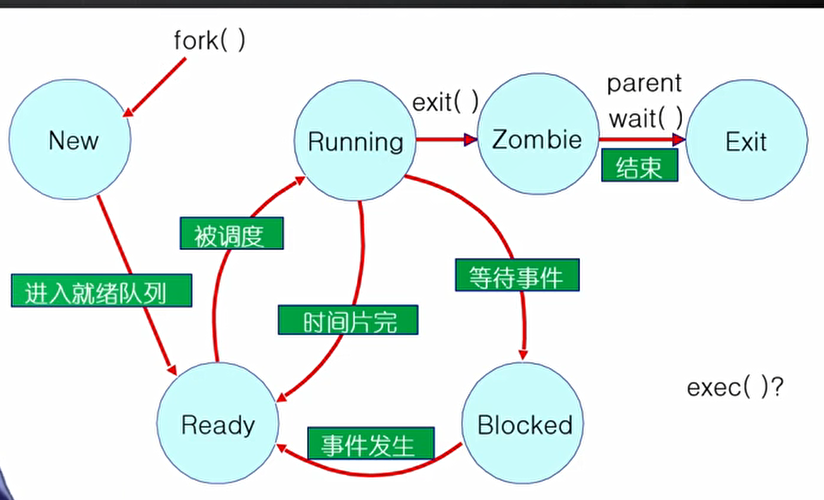 fork( )
New
Running
exit( )
Zombie
parent
wait( )
Exit
结束
被调度
进入就绪队列
时间片完
等待事件
Ready
Blocked
事件发生
exec( )?